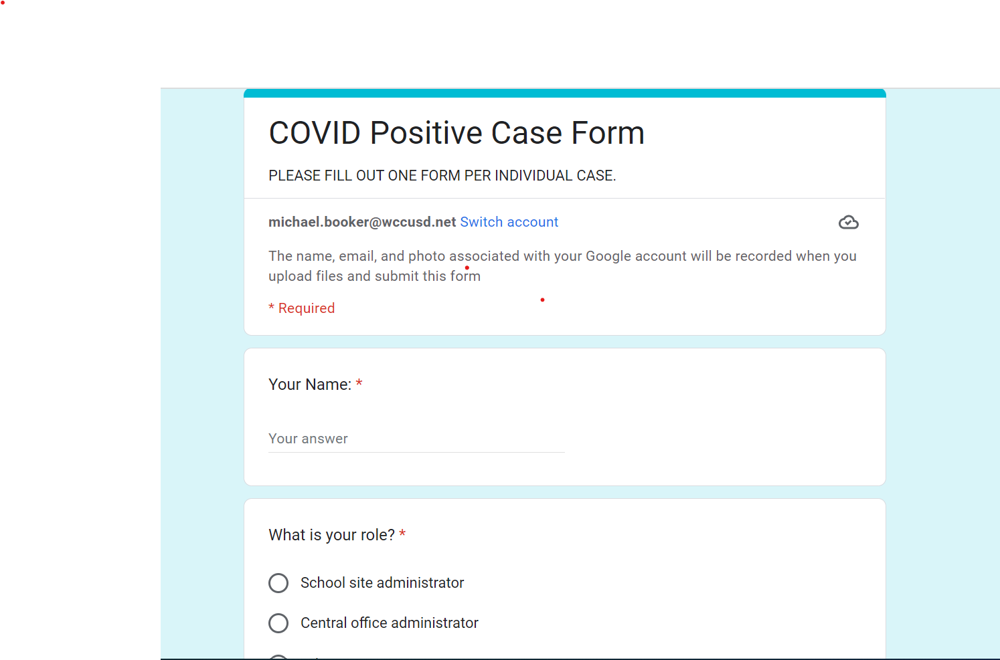 COVID Positive Case Form
PLEASE FILL OUT ONE FORM PER INDIVIDUAL CASE.
michael.booker@wccusd.net Switch account
The name, email, and photo associated with your Google account will be recorded when you
upload files and submit this form
* Required
Your Name: *
Your answer
What is your role? *
School site administrator
Central office administrator